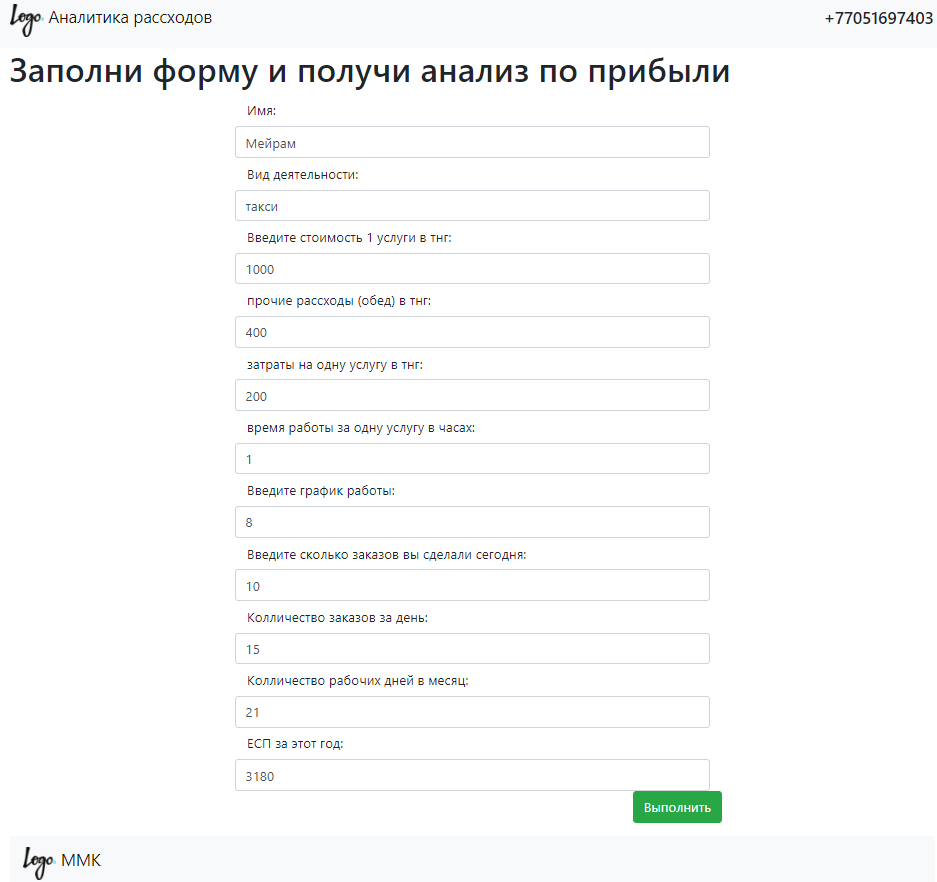 Logo Аналитика рассходов
+77051697403
Заполни форму и получи анализ по прибыли
Имя:
Мейрам
Вид деятельности:
такси
Введите стоимость 1 услуги в тнг:
1000
прочие рассходы (обед) в тнг:
400
затраты на одну услугу в тнг:
200
время работы за одну услугу в часах:
1
Введите график работы:
8
Введите сколько заказов вы сделали сегодня:
10
Колличество заказов за день:
15
Колличество рабочих дней в месяц:
21
ЕСП за этот год:
3180
Выполнить
Logo ММК